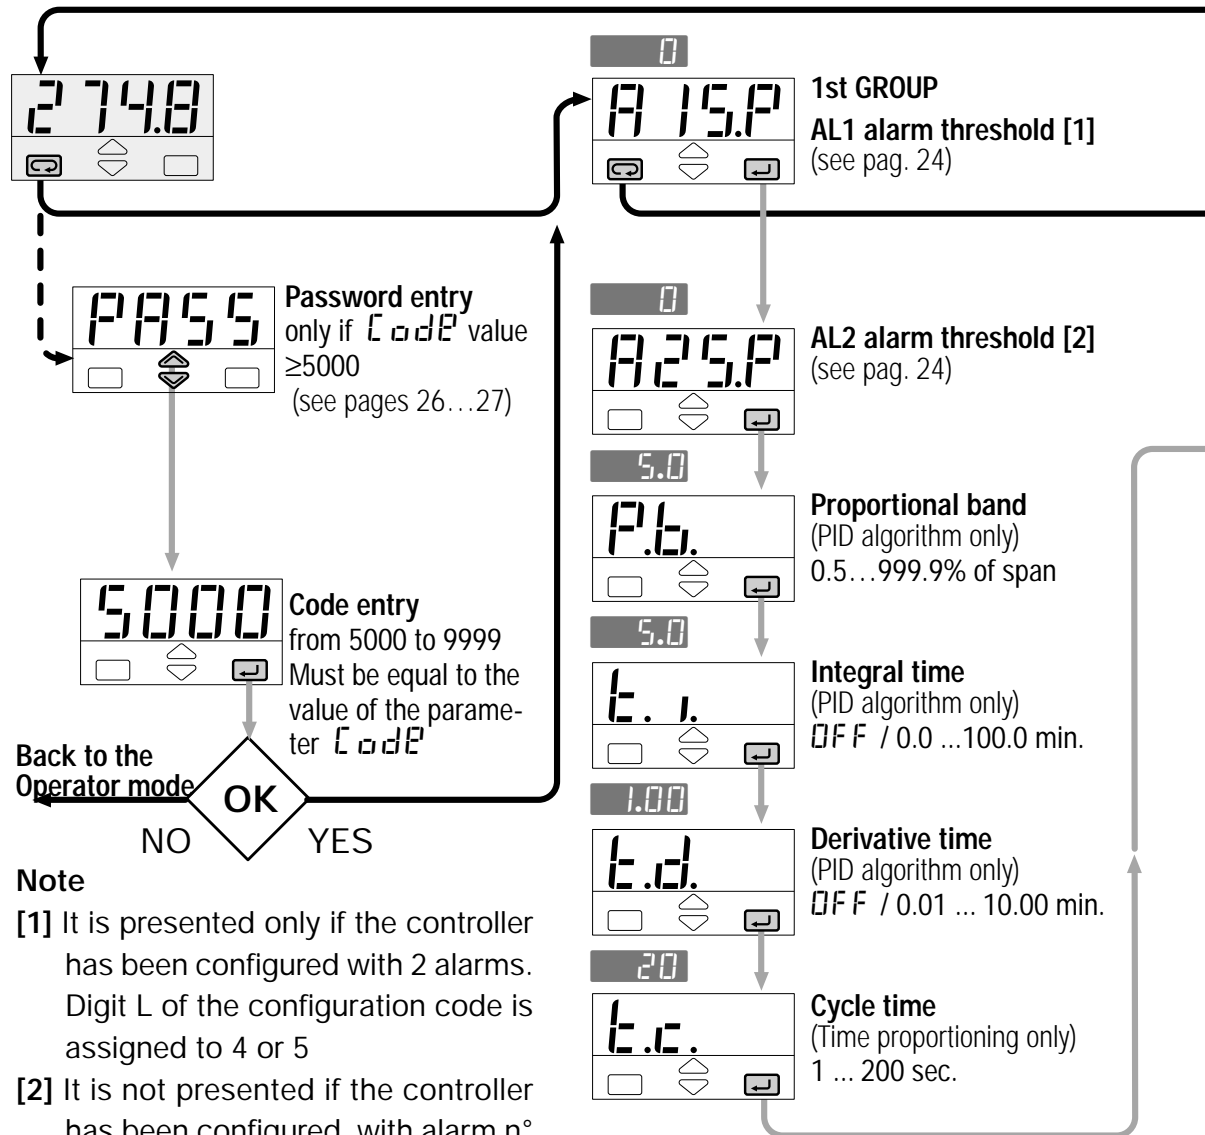 274.8
PASS
Password entry
only if Code value
≥5000
(see pages 26…27)
5000
Code entry
from 5000 to 9999
Must be equal to the
value of the parame-
ter Code
Back to the
Operator mode
OK
NO
YES
Note
[1] It is presented only if the controller
has been configured with 2 alarms.
Digit L of the configuration code is
assigned to 4 or 5
[2] It is not presented if the controller
has been configured with alarm n°
0
A1S.P
1st GROUP
AL1 alarm threshold [1]
(see pag. 24)
0
A2S.P
AL2 alarm threshold [2]
(see pag. 24)
5.0
P.b.
Proportional band
(PID algorithm only)
0.5…999.9% of span
5.0
t.i.
Integral time
(PID algorithm only)
OFF / 0.0 ...100.0 min.
1.00
t.d.
Derivative time
(PID algorithm only)
OFF / 0.01 ... 10.00 min.
20
t.c.
Cycle time
(Time proportioning only)
1 ... 200 sec.